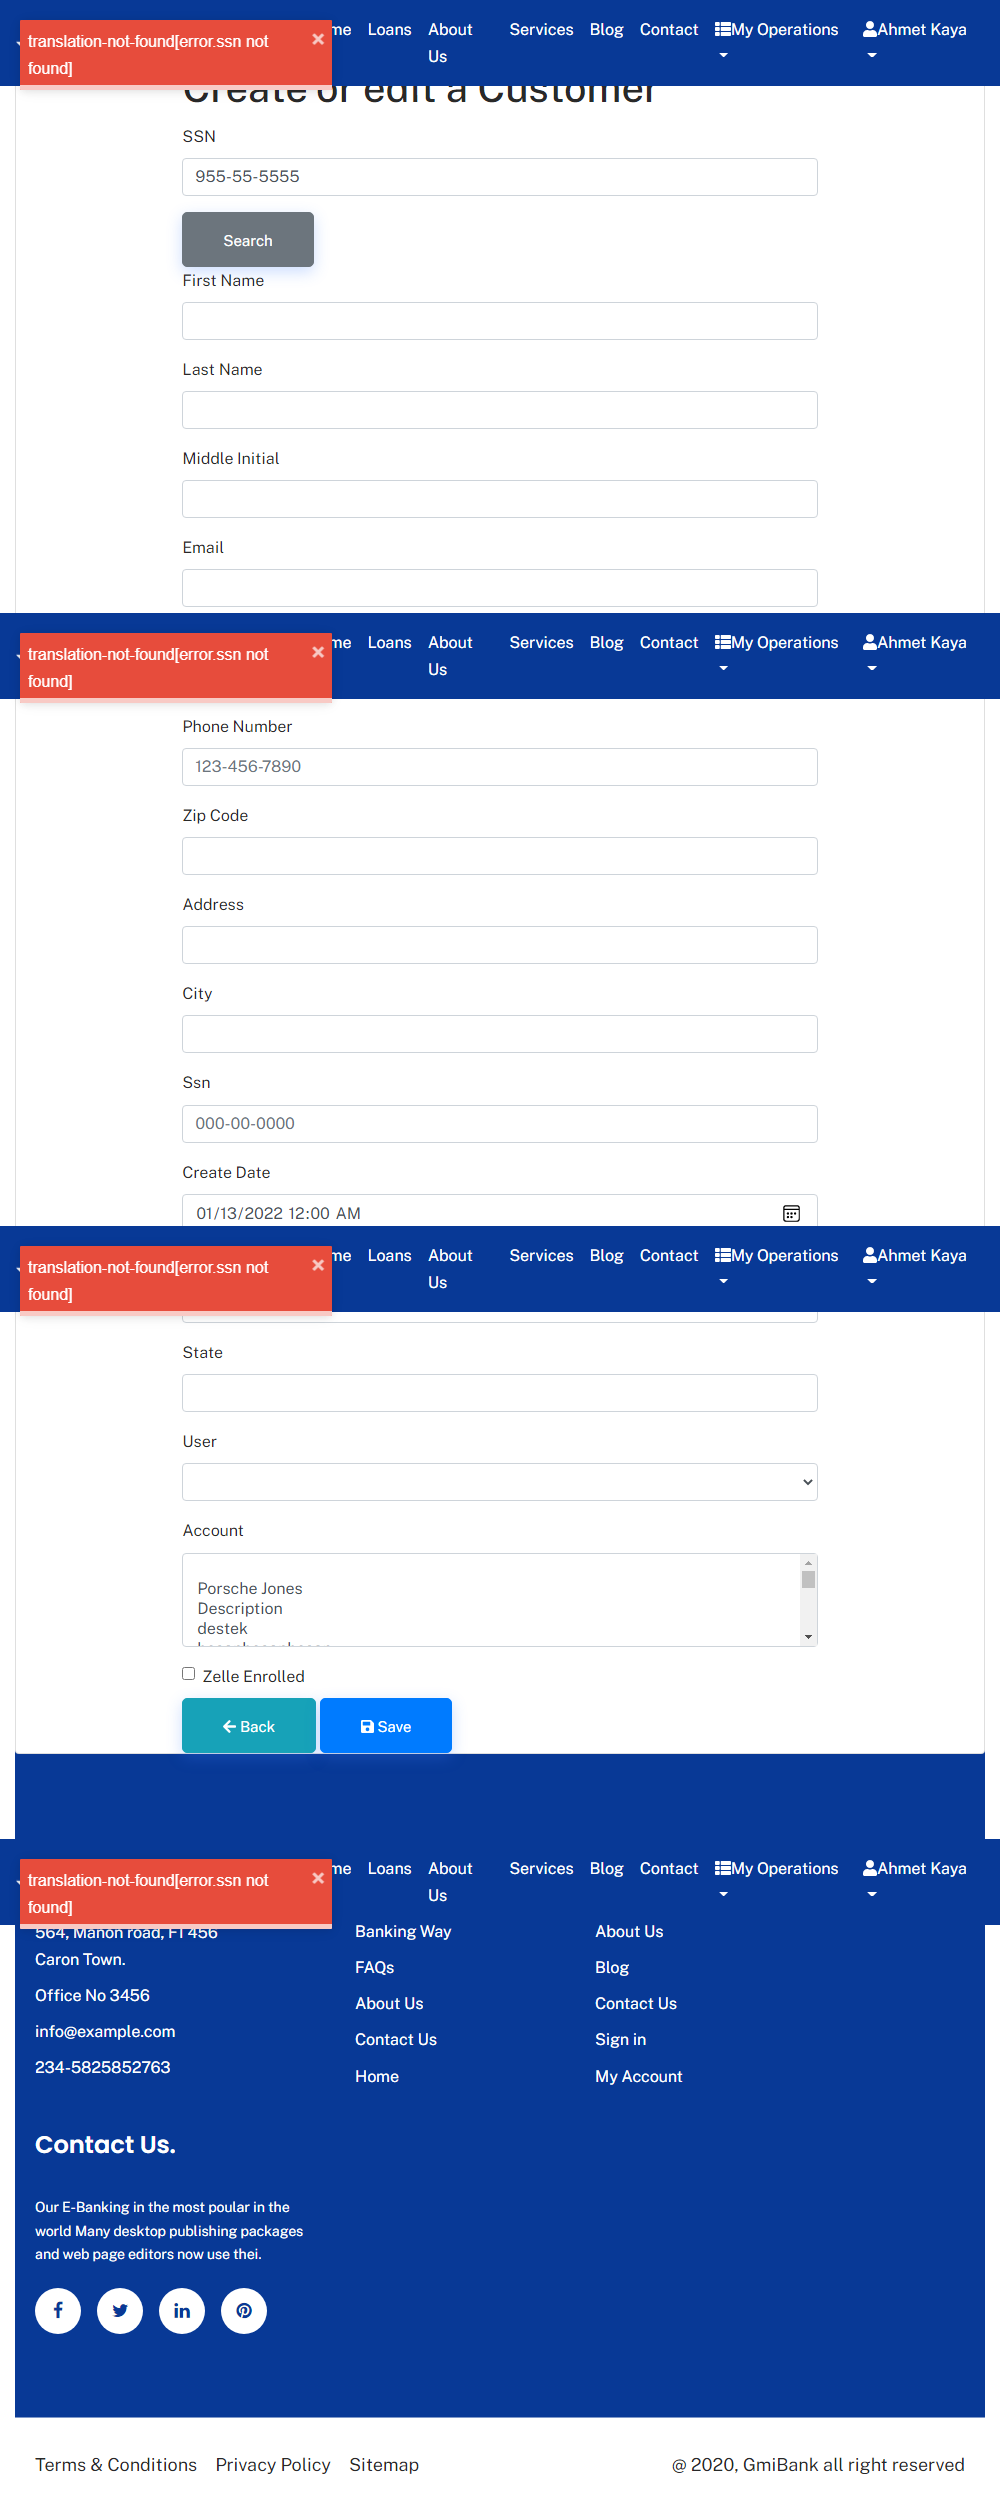 translation-not-found[error.ssn not
found]
×
me
Loans
About
Us
Services
Blog
Contact
My Operations
Ahmet Kaya
Create or edit a Customer
SSN
955-55-5555
Search
First Name
Last Name
Middle Initial
Email
translation-not-found[error.ssn not
found]
×
me
Loans
About
Us
Services
Blog
Contact
My Operations
Ahmet Kaya
Phone Number
123-456-7890
Zip Code
Address
City
Ssn
000-00-0000
Create Date
01/13/2022 12:00 AM
translation-not-found[error.ssn not
found]
×
me
Loans
About
Us
Services
Blog
Contact
My Operations
Ahmet Kaya
State
User
Account
Porsche Jones
Description
destek
Zelle Enrolled
Back
Save
translation-not-found[error.ssn not
found]
×
me
Loans
About
Us
Services
Blog
Contact
My Operations
Ahmet Kaya
564, Manon road, Fl 456
Caron Town.
Office No 3456
info@example.com
234-5825852763
Banking Way
FAQs
About Us
Contact Us
Home
About Us
Blog
Contact Us
Sign in
My Account
Contact Us.
Our E-Banking in the most poular in the
world Many desktop publishing packages
and web page editors now use thei.
Terms & Conditions
Privacy Policy
Sitemap
@ 2020, GmiBank all right reserved